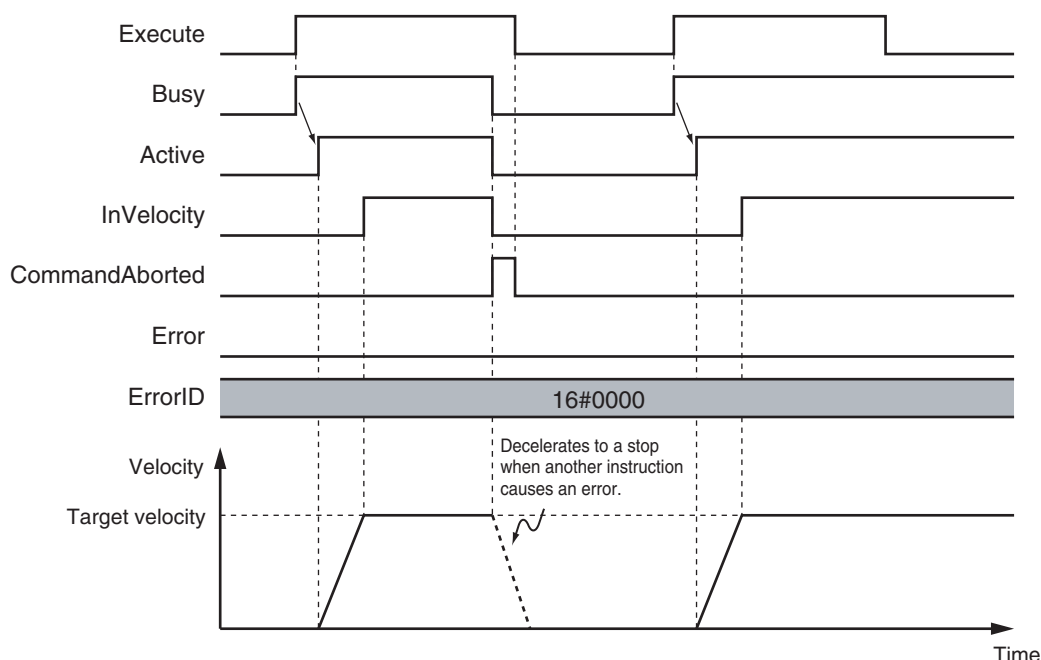 Execute
Busy
Active
InVelocity
CommandAborted
Error
ErrorID
16#0000
Decelerates to a stop
when another instruction
causes an error.
Velocity
Target velocity
Time